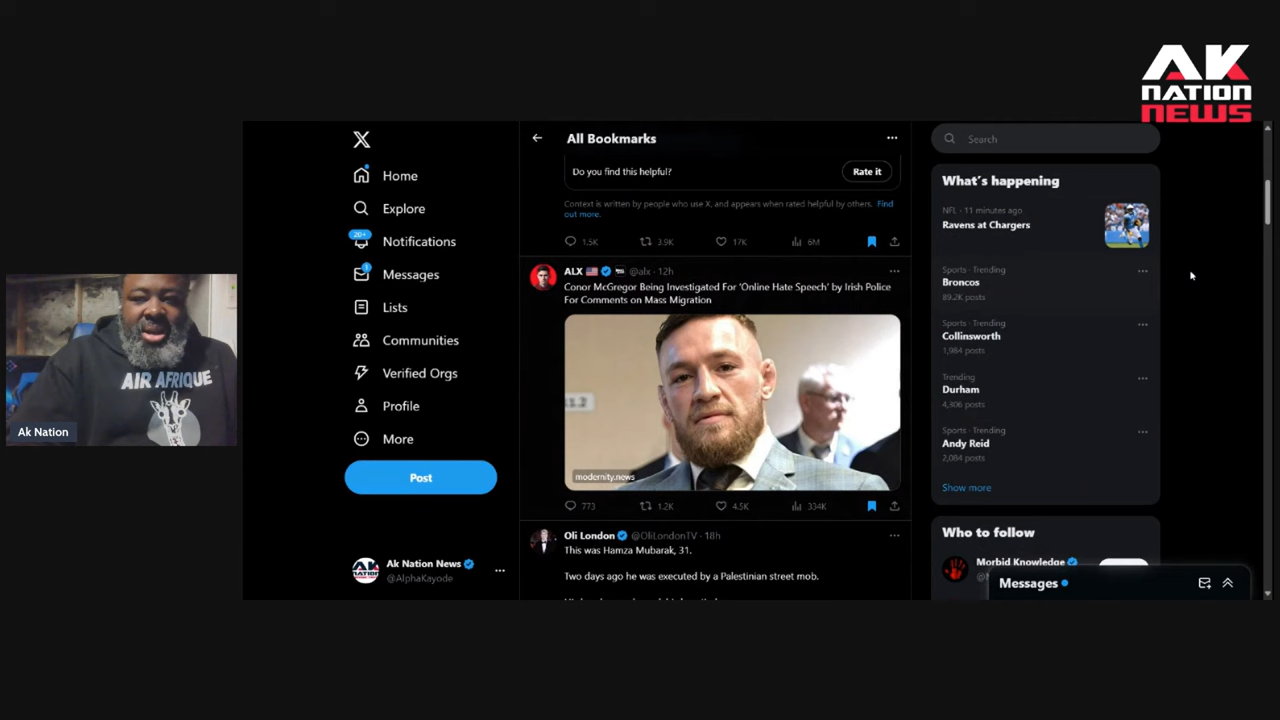 AK
NATION
NEWS
AIR AFRIQUE
Ak Nation
X
Home
Explore
20+
Notifications
1
Messages
Lists
Communities
Verified Orgs
Profile
More
Post
Ak Nation News
@AlphaKayode
All Bookmarks
Do you find this helpful?
Rate it
Context is written by people who use X, and appears when rated helpful by others. Find
out more.
1.5K 3.9K 17K 6M
ALX @alx · 12h
Conor McGregor Being Investigated For 'Online Hate Speech' by Irish Police
For Comments on Mass Migration
modernity.news
773 1.2K 4.5K 334K
Oli London @OliLondonTV · 18h
This was Hamza Mubarak, 31.
Two days ago he was executed by a Palestinian street mob.
Search
What's happening
NFL · 11 minutes ago
Ravens at Chargers
Sports · Trending
Broncos
89.2K posts
Sports · Trending
Collinsworth
1,984 posts
Trending
Durham
4,306 posts
Sports · Trending
Andy Reid
2,084 posts
Show more
Who to follow
Morbid Knowledge
Messages